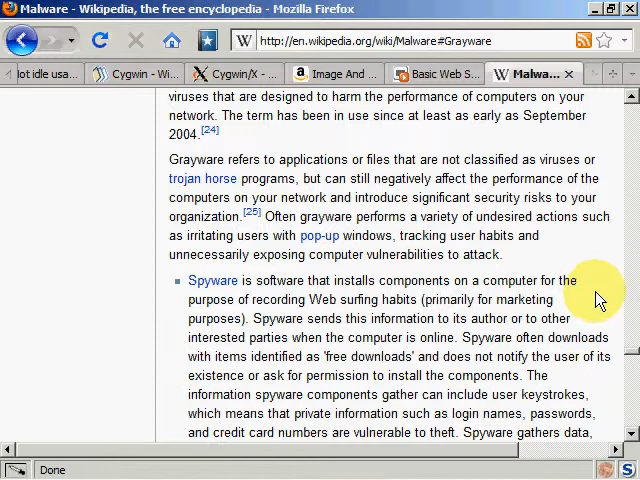 Malware - Wikipedia, the free encyclopedia - Mozilla Firefox
http://en.wikipedia.org/wiki/Malware#Grayware
lot idle usa...
Cygwin - Wi...
Cygwin/X - ...
Image And ...
Basic Web S...
Malwa...
viruses that are designed to harm the performance of computers on your
network. The term has been in use since at least as early as September
2004.[24]
Grayware refers to applications or files that are not classified as viruses or
trojan horse programs, but can still negatively affect the performance of the
computers on your network and introduce significant security risks to your
organization.[25] Often grayware performs a variety of undesired actions such
as irritating users with pop-up windows, tracking user habits and
unnecessarily exposing computer vulnerabilities to attack.
Spyware is software that installs components on a computer for the
purpose of recording Web surfing habits (primarily for marketing
purposes). Spyware sends this information to its author or to other
interested parties when the computer is online. Spyware often downloads
with items identified as 'free downloads' and does not notify the user of its
existence or ask for permission to install the components. The
information spyware components gather can include user keystrokes,
which means that private information such as login names, passwords,
and credit card numbers are vulnerable to theft. Spyware gathers data,
Done